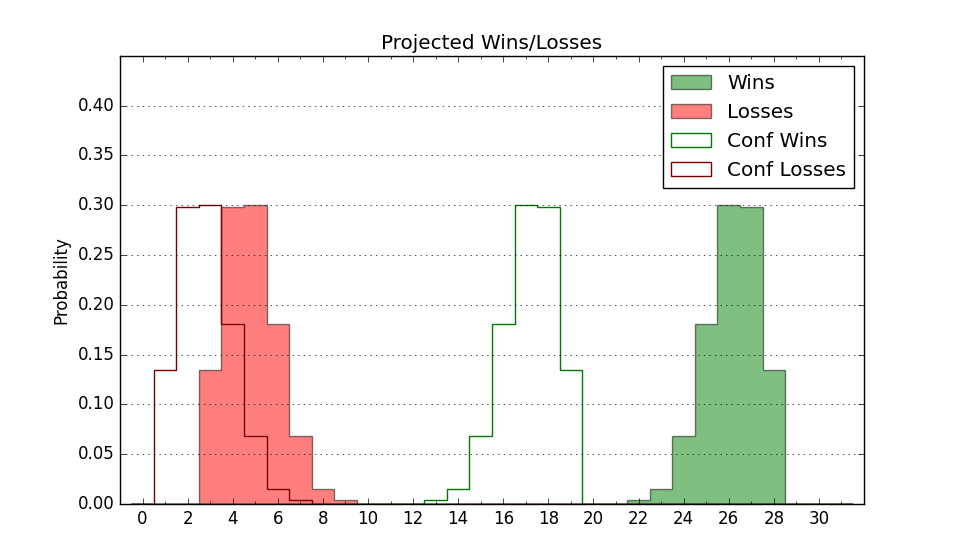 Projected Wins/Losses
Wins
Losses
Conf Wins
Conf Losses
Probability
0.40
0.35
0.30
0.25
0.20
0.15
0.10
0.05
0.00
0 2 4 6 8 10 12 14 16 18 20 22 24 26 28 30